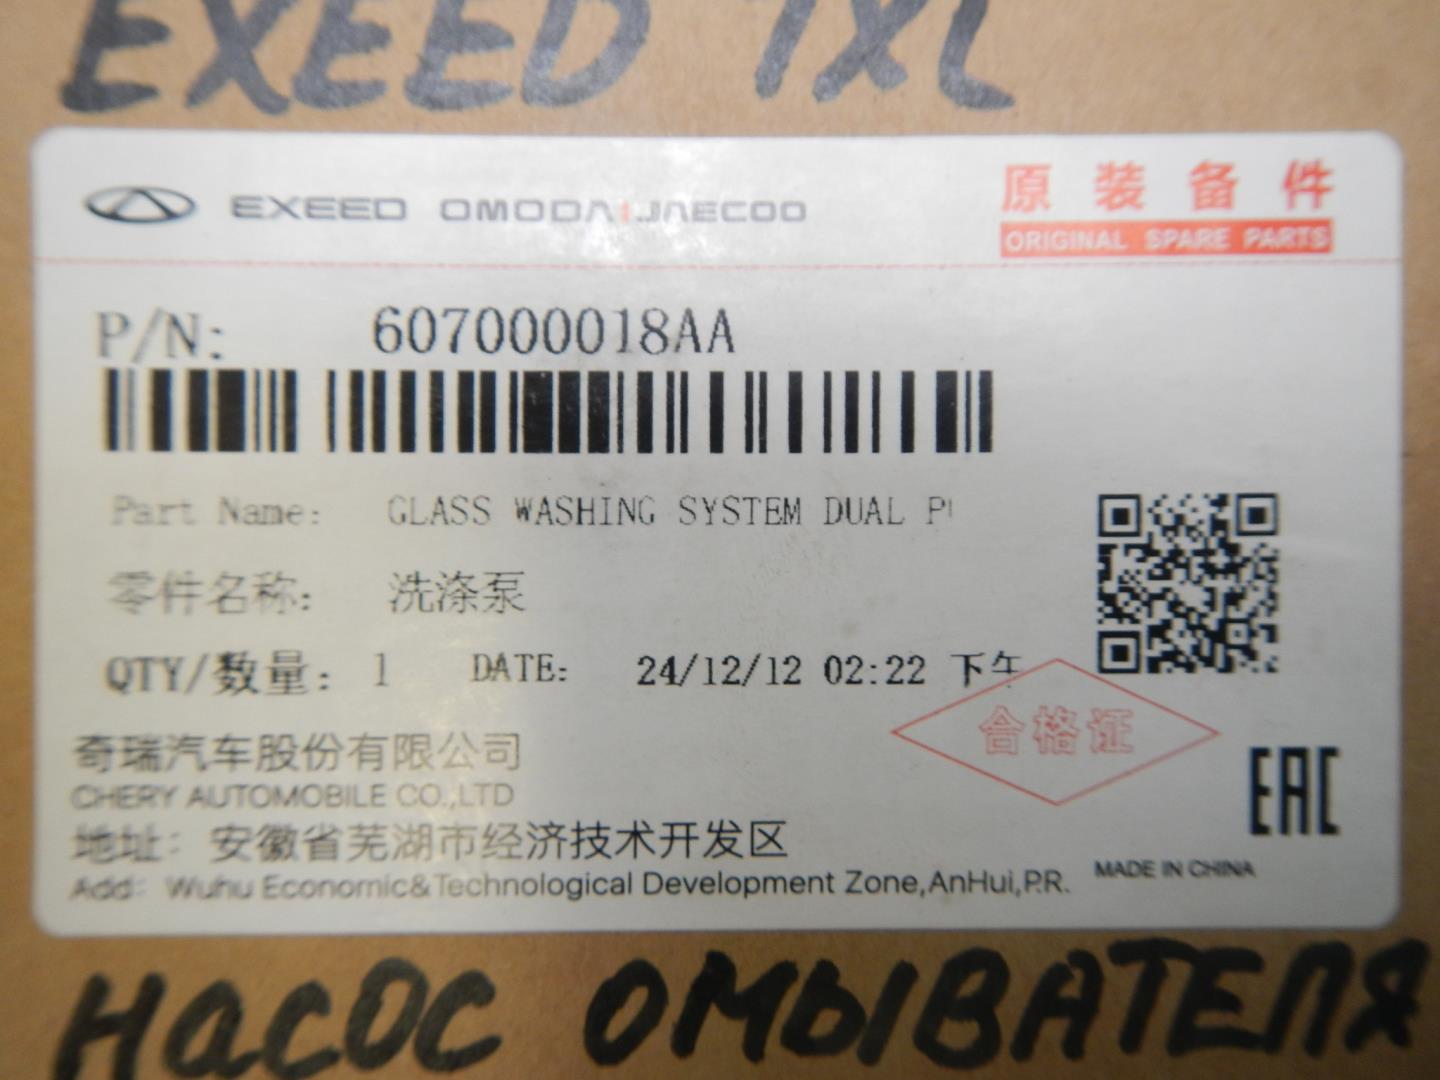 EXEED TXL
EXEED OMODA|JAECOO
原装备件
ORIGINAL SPARE PARTS
P/N: 607000018AA
Part Name: GLASS WASHING SYSTEM DUAL
零件名称: 洗涤泵
QTY/数量: 1 DATE: 24/12/12 02:22 下午
合格证
奇瑞汽车股份有限公司
CHERY AUTOMOBILE CO.,LTD
EAC
地址: 安徽省芜湖市经济技术开发区
Add: Wuhu Economic&Technological Development Zone,AnHui,P.R.
MADE IN CHINA
НАСОС ОМЫВАТЕЛЯ